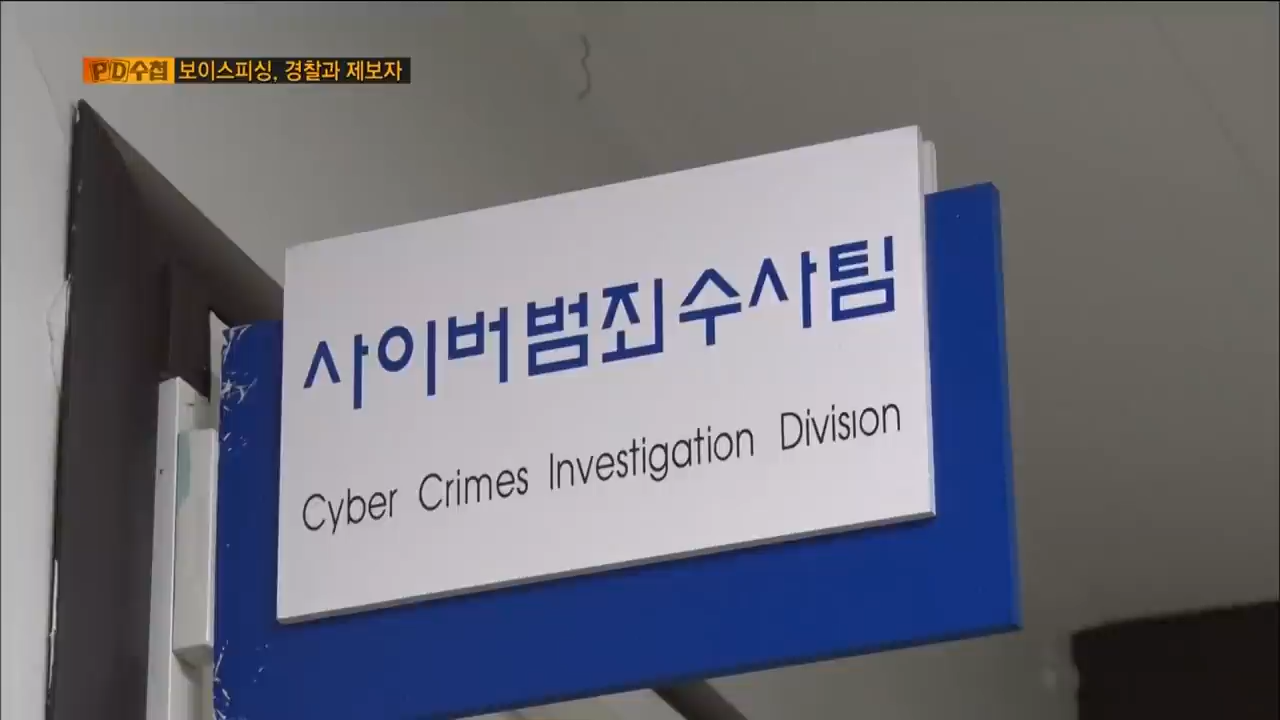 PD수첩 보이스피싱, 경찰과 제보자
사이버범죄수사팀
Cyber Crimes Investigation Division